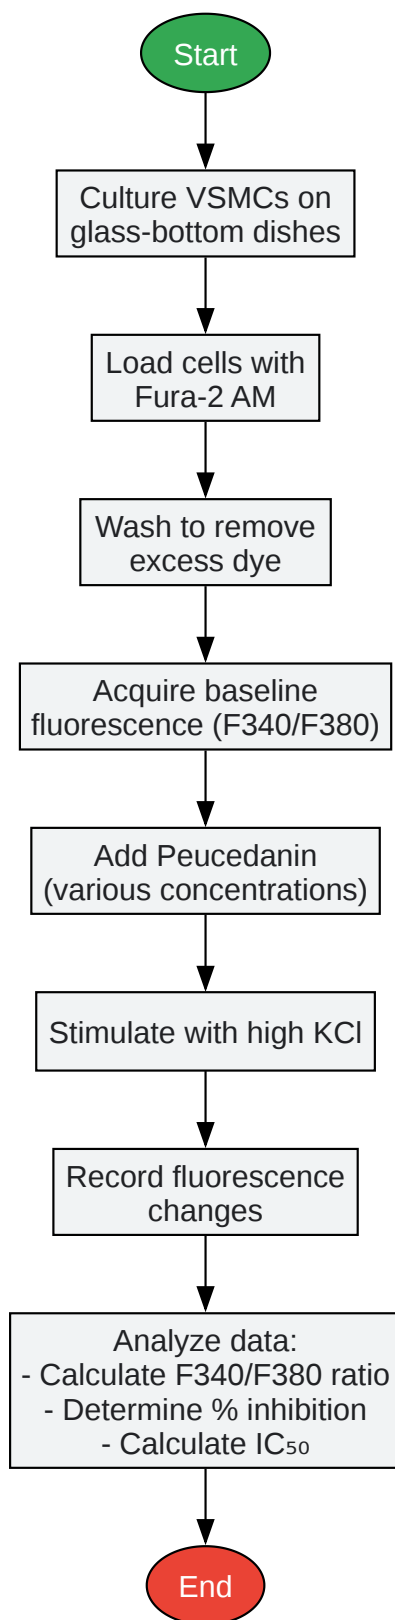 Start
Culture VSMCs on
glass-bottom dishes
Load cells with
Fura-2 AM
Wash to remove
excess dye
Acquire baseline
fluorescence (F340/F380)
Add Peucedanin
(various concentrations)
Stimulate with high KCl
Record fluorescence
changes
Analyze data:
- Calculate F340/F380 ratio
- Determine % inhibition
- Calculate IC₅₀
End